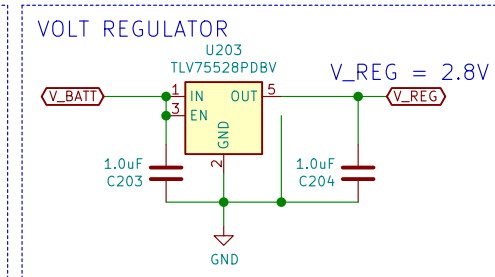 VOLT REGULATOR
U203
TLV75528PDBV
V_REG = 2.8V
V_BATT
1
IN
OUT
5
V_REG
3
EN
GND
2
1.0uF
C203
1.0uF
C204
GND